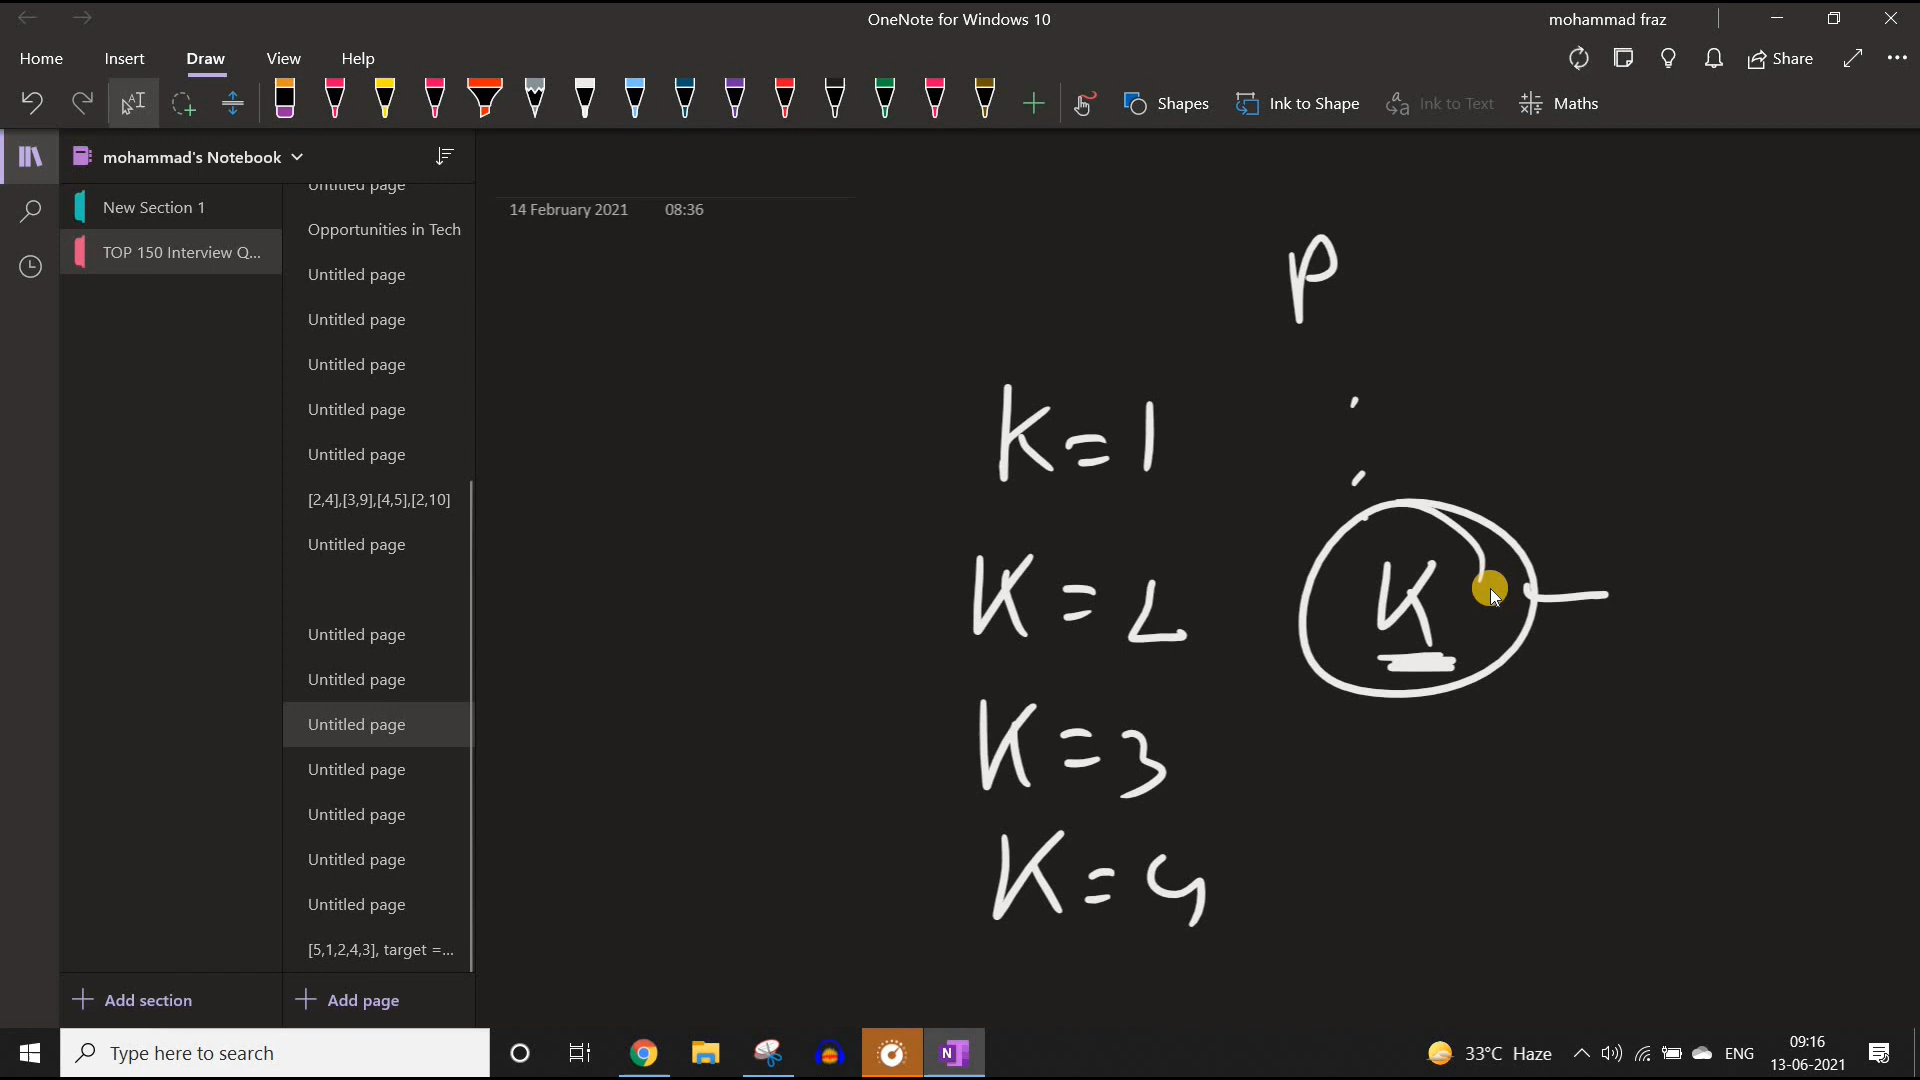 OneNote for Windows 10
mohammad fraz
Home Insert Draw View Help
Share
Shapes Ink to Shape Ink to Text Maths
mohammad's Notebook
New Section 1
TOP 150 Interview Q...
Untitled page
Opportunities in Tech
Untitled page
Untitled page
Untitled page
Untitled page
Untitled page
[2,4],[3,9],[4,5],[2,10]
Untitled page
Untitled page
Untitled page
Untitled page
Untitled page
Untitled page
Untitled page
Untitled page
[5,1,2,4,3], target =...
Add section
Add page
14 February 2021 08:36
P
K=1
K=2
K
K=3
K=4
Type here to search
33°C Haze
ENG
09:16
13-06-2021